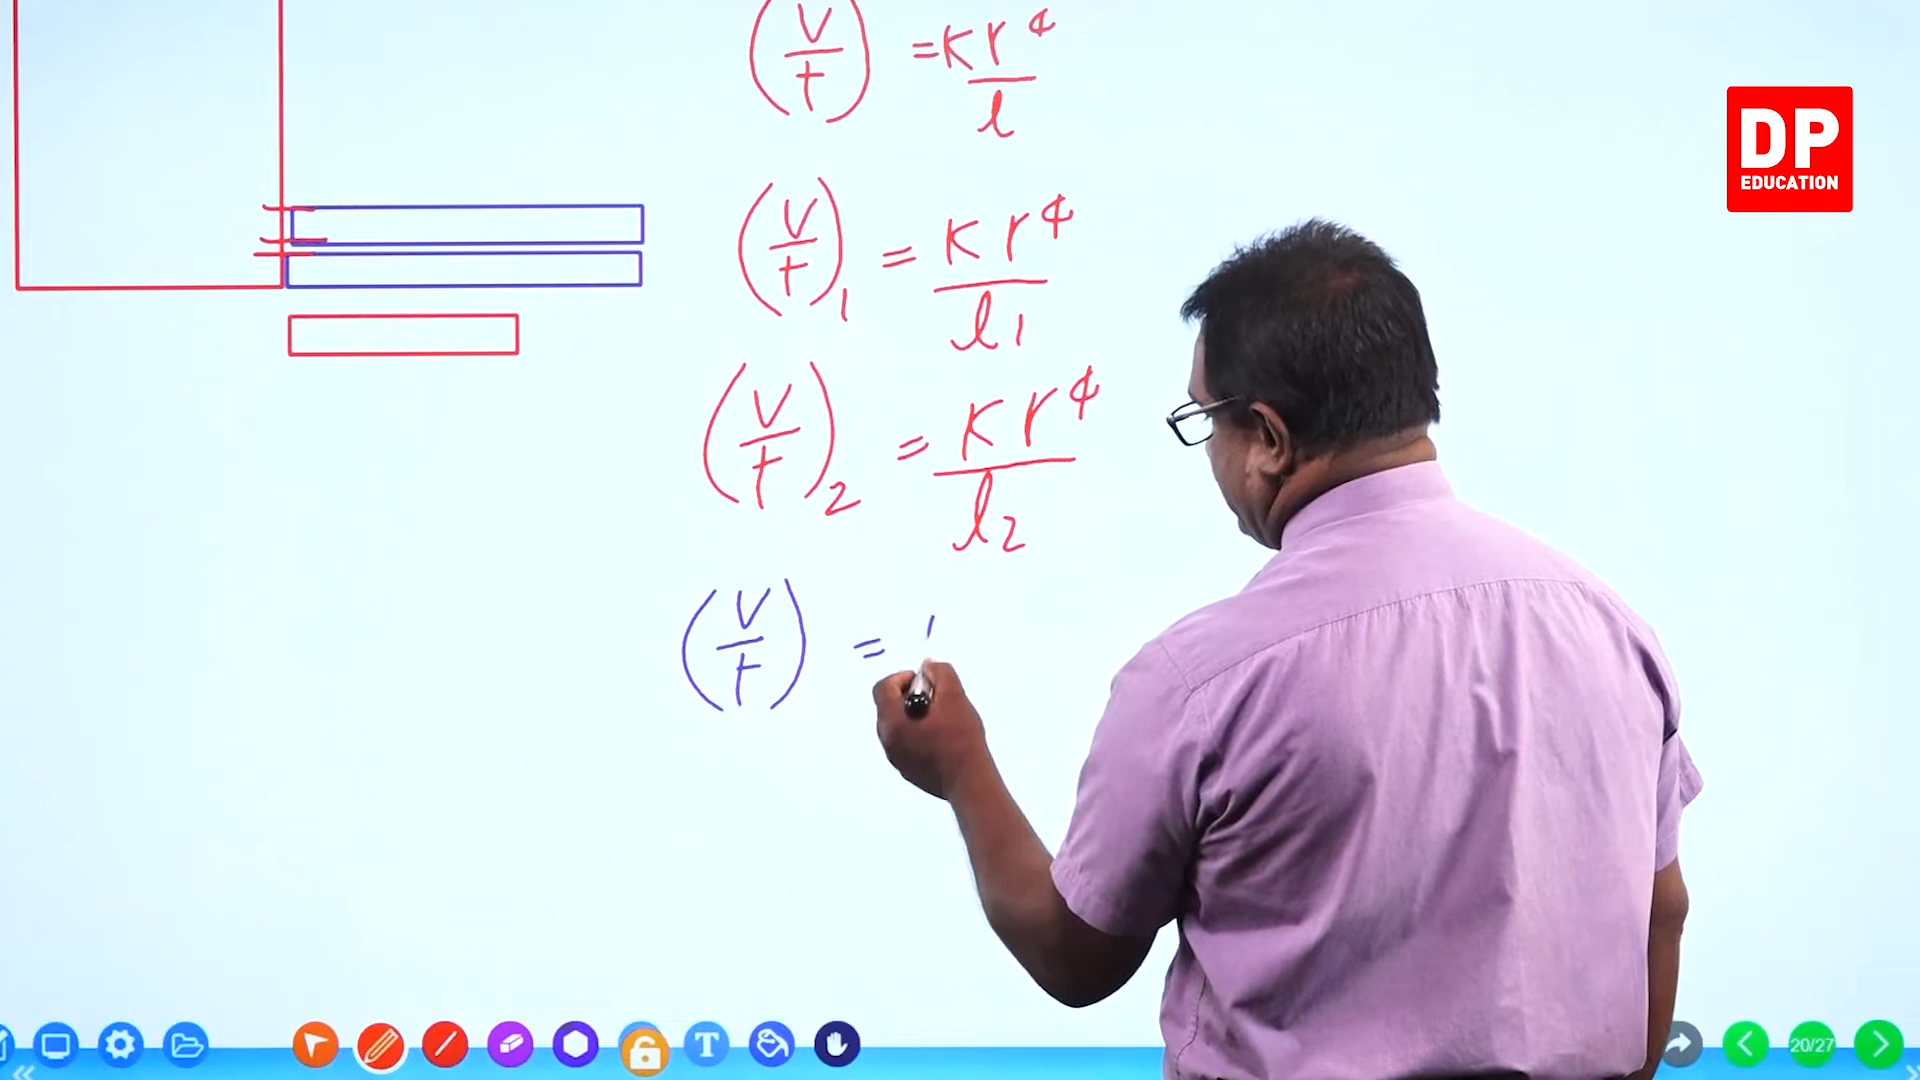 (V/t) = Kr⁴/l
DP
EDUCATION
(V/t)₁ = Kr⁴/l₁
(V/t)₂ = Kr⁴/l₂
(V/t) =
T
20/27